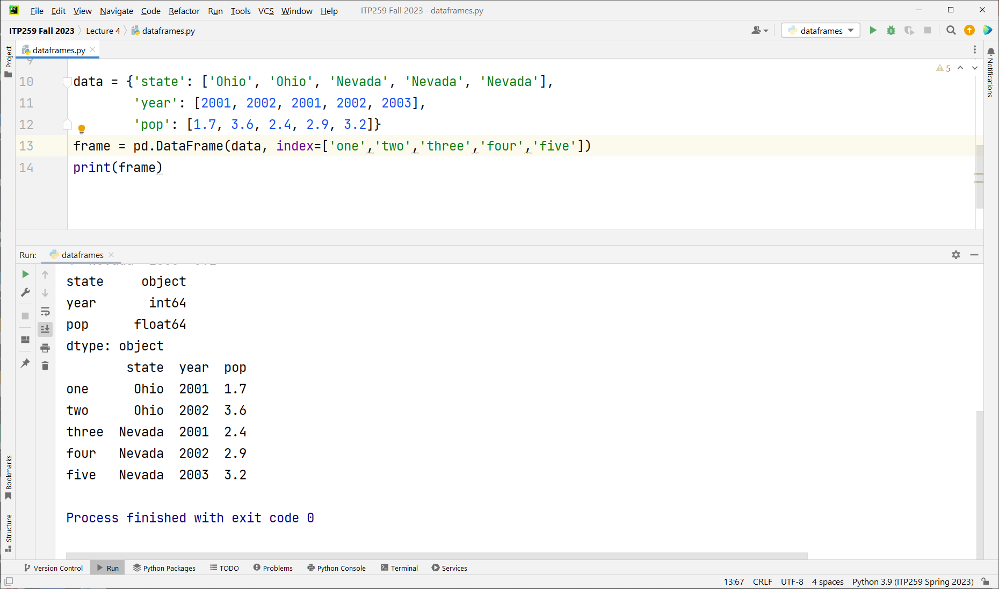 PC File Edit View Navigate Code Refactor Run Tools VCS Window Help ITP259 Fall 2023 - dataframes.py
ITP259 Fall 2023 Lecture 4 dataframes.py dataframes
Project
dataframes.py
Notifications
5
9
10 data = {'state': ['Ohio', 'Ohio', 'Nevada', 'Nevada', 'Nevada'],
11 'year': [2001, 2002, 2001, 2002, 2003],
12 'pop': [1.7, 3.6, 2.4, 2.9, 3.2]}
13 frame = pd.DataFrame(data, index=['one','two','three','four','five'])
14 print(frame)
Run: dataframes
state      object
year        int64
pop       float64
dtype: object
        state  year  pop
one      Ohio  2001  1.7
two      Ohio  2002  3.6
three  Nevada  2001  2.4
four   Nevada  2002  2.9
five   Nevada  2003  3.2
Process finished with exit code 0
Bookmarks
Structure
Version Control Run Python Packages TODO Problems Python Console Terminal Services
13:67 CRLF UTF-8 4 spaces Python 3.9 (ITP259 Spring 2023)